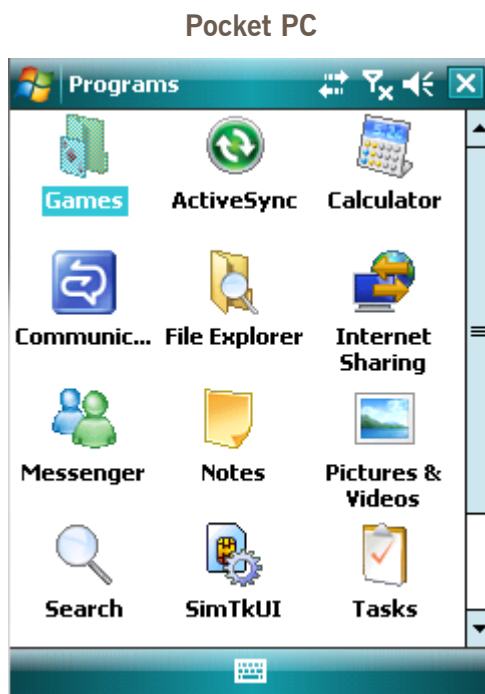 Pocket PC
Programs
Games ActiveSync Calculator
Communic... File Explorer Internet
Sharing
Messenger Notes Pictures &
Videos
Search SimTkUI Tasks